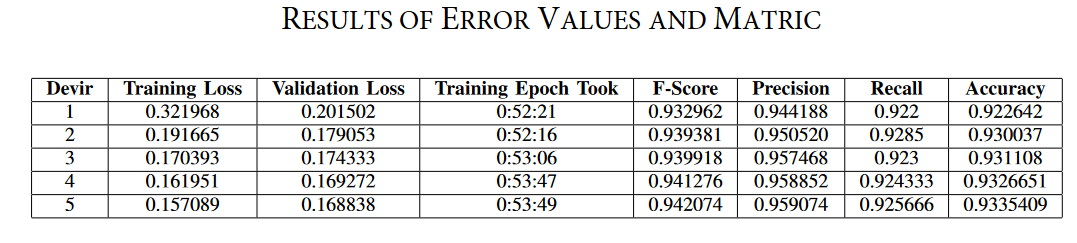 RESULTS OF ERROR VALUES AND MATRIC
Devir Training Loss Validation Loss Training Epoch Took F-Score Precision Recall Accuracy
1 0.321968 0.201502 0:52:21 0.932962 0.944188 0.922 0.922642
2 0.191665 0.179053 0:52:16 0.939381 0.950520 0.9285 0.930037
3 0.170393 0.174333 0:53:06 0.939918 0.957468 0.923 0.931108
4 0.161951 0.169272 0:53:47 0.941276 0.958852 0.924333 0.9326651
5 0.157089 0.168838 0:53:49 0.942074 0.959074 0.925666 0.9335409